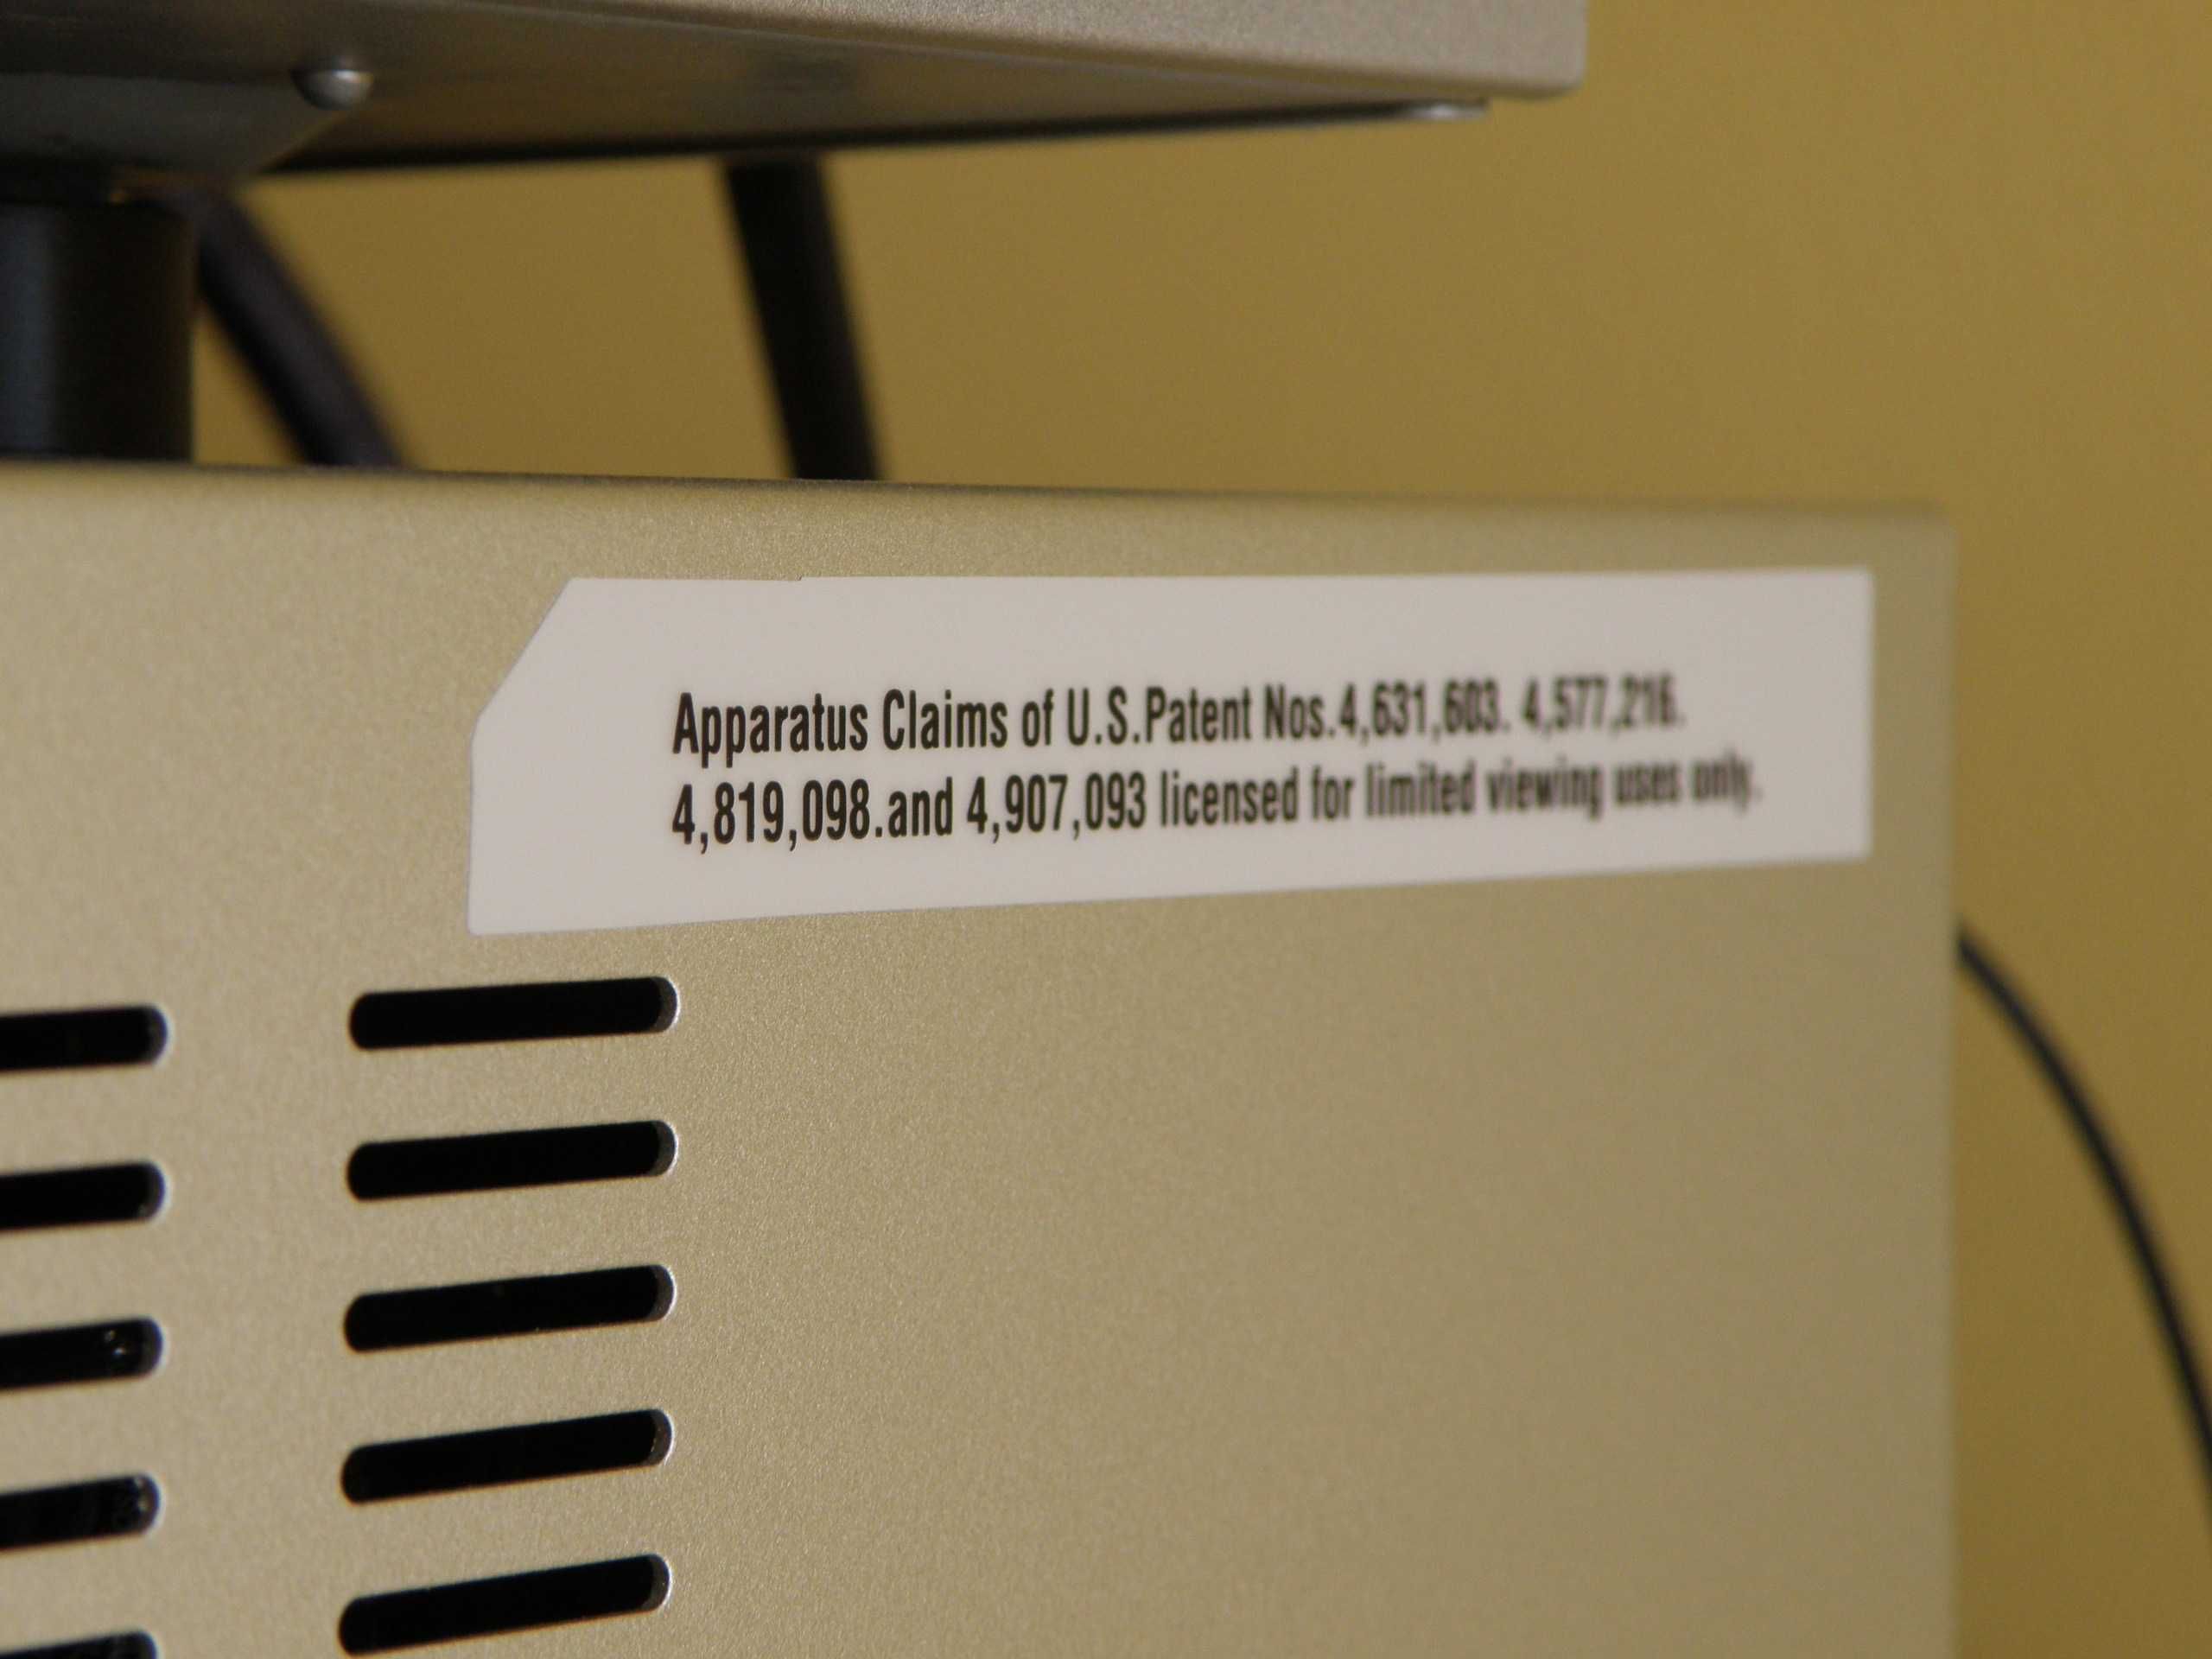 Apparatus Claims of U.S.Patent Nos.4,631,603. 4,577,216.
4,819,098.and 4,907,093 licensed for limited viewing uses only.